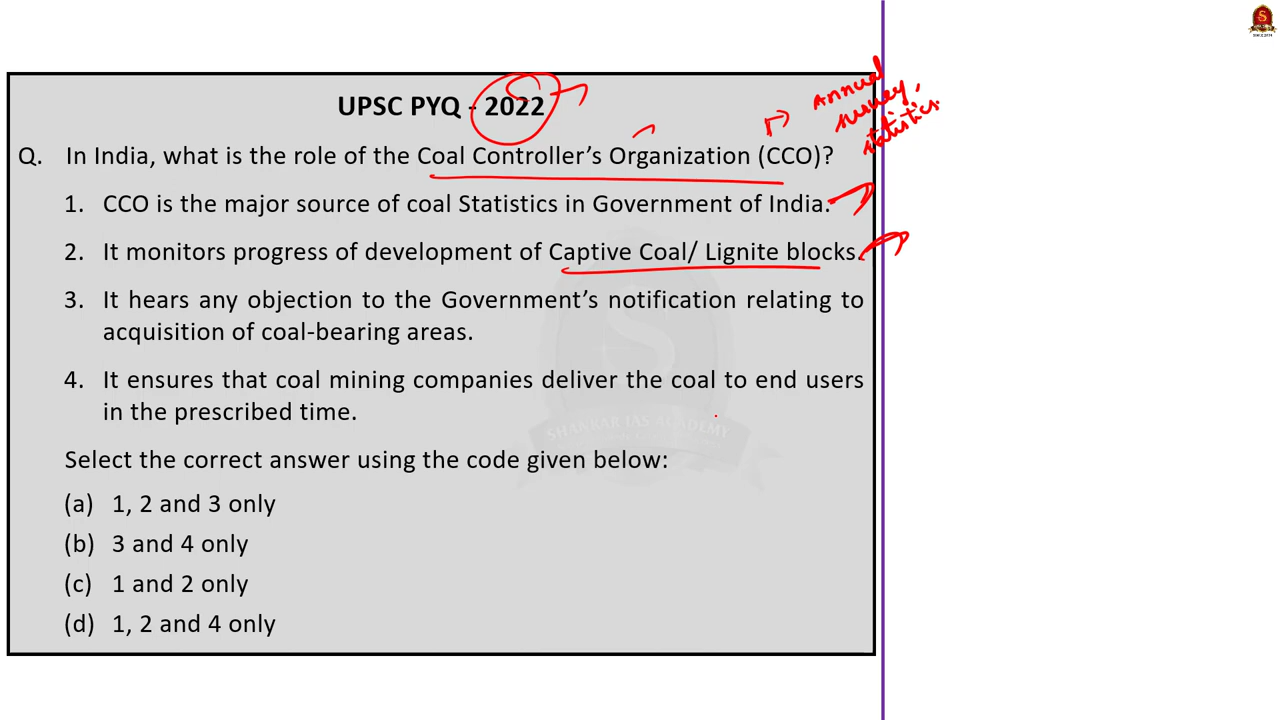 UPSC PYQ - 2022
Annual
survey,
statistics.
Q. In India, what is the role of the Coal Controller's Organization (CCO)?
1. CCO is the major source of coal Statistics in Government of India.
2. It monitors progress of development of Captive Coal/ Lignite blocks.
3. It hears any objection to the Government's notification relating to
acquisition of coal-bearing areas.
4. It ensures that coal mining companies deliver the coal to end users
in the prescribed time.
SHANKAR IAS ACADEMY
Select the correct answer using the code given below:
(a) 1, 2 and 3 only
(b) 3 and 4 only
(c) 1 and 2 only
(d) 1, 2 and 4 only